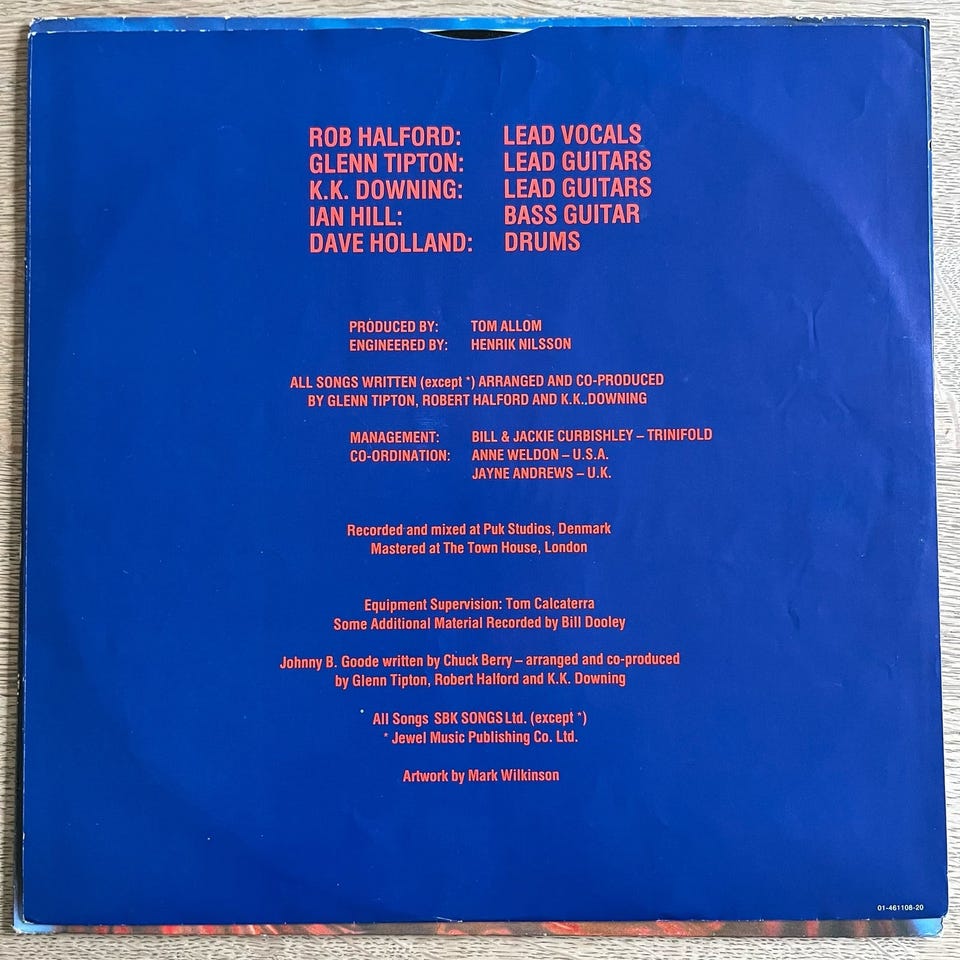 ROB HALFORD: LEAD VOCALS
GLENN TIPTON: LEAD GUITARS
K.K. DOWNING: LEAD GUITARS
IAN HILL: BASS GUITAR
DAVE HOLLAND: DRUMS
PRODUCED BY: TOM ALLOM
ENGINEERED BY: HENRIK NILSSON
ALL SONGS WRITTEN (except *) ARRANGED AND CO-PRODUCED
BY GLENN TIPTON, ROBERT HALFORD AND K.K. DOWNING
MANAGEMENT: BILL & JACKIE CURBISHLEY – TRINIFOLD
CO-ORDINATION: ANNE WELDON – U.S.A.
JAYNE ANDREWS – U.K.
Recorded and mixed at Puk Studios, Denmark
Mastered at The Town House, London
Equipment Supervision: Tom Calcaterra
Some Additional Material Recorded by Bill Dooley
Johnny B. Goode written by Chuck Berry – arranged and co-produced
by Glenn Tipton, Robert Halford and K.K. Downing
All Songs SBK SONGS Ltd. (except *)
* Jewel Music Publishing Co. Ltd.
Artwork by Mark Wilkinson
01-461108-20